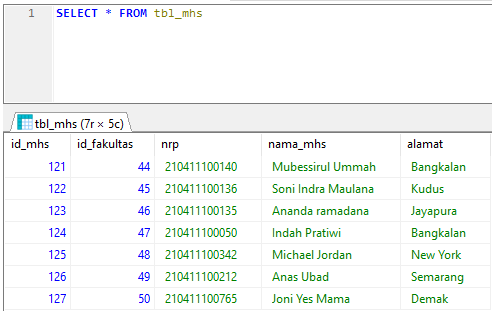 1 SELECT * FROM tbl_mhs
tbl_mhs (7r × 5c)
id_mhs id_fakultas nrp nama_mhs alamat
121 44 210411100140 Mubessirul Ummah Bangkalan
122 45 210411100136 Soni Indra Maulana Kudus
123 46 210411100135 Ananda ramadana Jayapura
124 47 210411100050 Indah Pratiwi Bangkalan
125 48 210411100342 Michael Jordan New York
126 49 210411100212 Anas Ubad Semarang
127 50 210411100765 Joni Yes Mama Demak